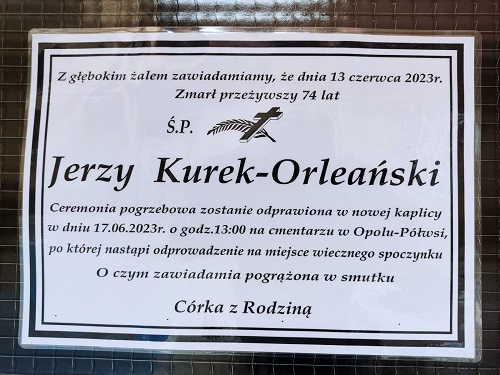 Z głębokim żalem zawiadamiamy, że dnia 13 czerwca 2023r.
Zmarł przeżywszy 74 lat
Ś.P.
Jerzy Kurek-Orleański
Ceremonia pogrzebowa zostanie odprawiona w nowej kaplicy
w dniu 17.06.2023r. o godz.13:00 na cmentarzu w Opolu-Półwsi,
po której nastąpi odprowadzenie na miejsce wiecznego spoczynku
O czym zawiadamia pogrążona w smutku
Córka z Rodziną